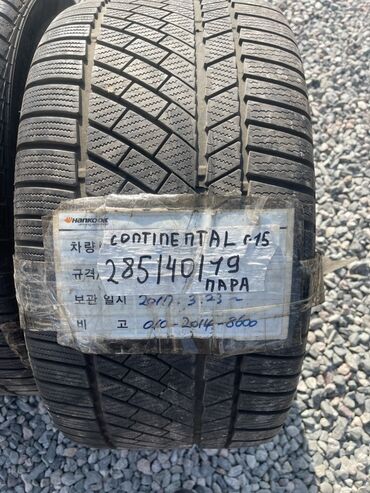 HANKOOK
차량: CONTINENTAL C-15
규격: 285/40/19
ПАРА
보관 일시 2017. 3. 23 ~
비 고 010-2014-8600